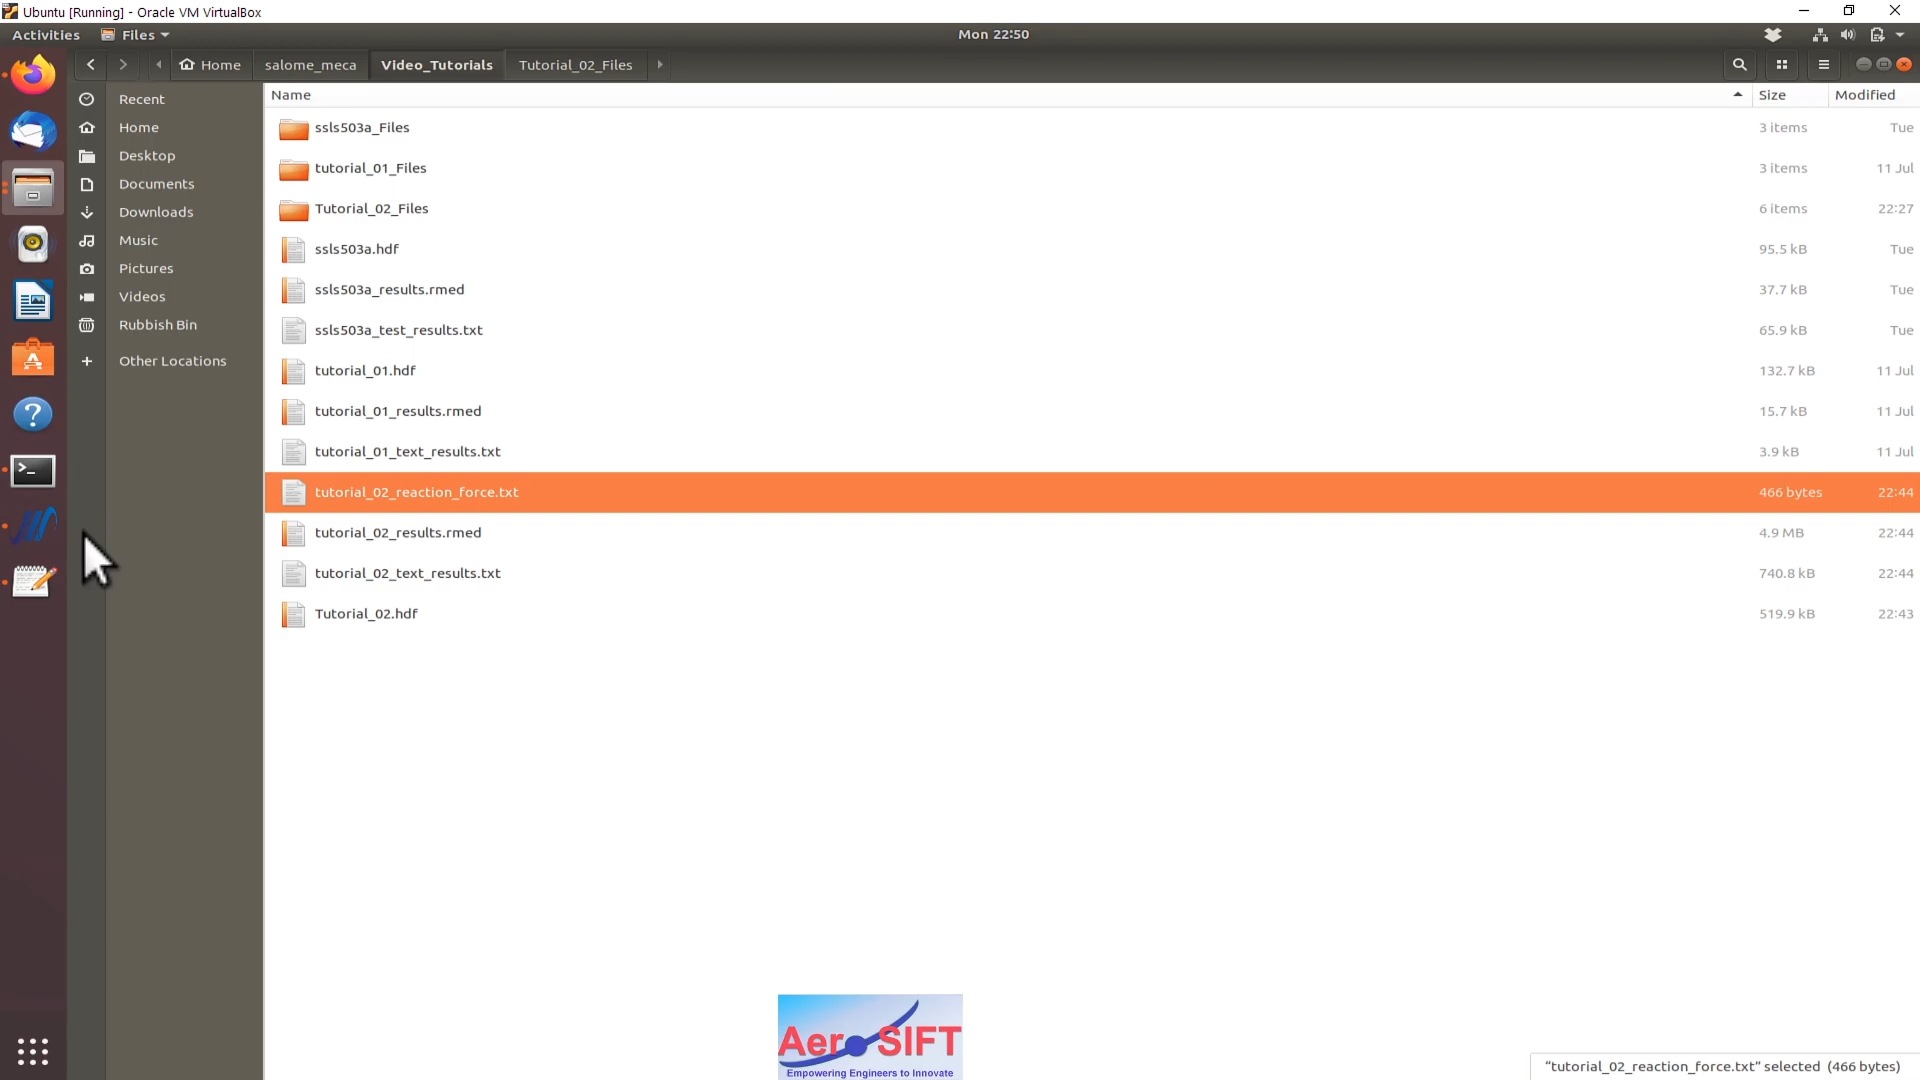 Ubuntu [Running] - Oracle VM VirtualBox
Activities Files Mon 22:50
Home salome_meca Video_Tutorials Tutorial_02_Files
Recent
Home
Desktop
Documents
Downloads
Music
Pictures
Videos
Rubbish Bin
Other Locations
Name Size Modified
ssls503a_Files 3 items Tue
tutorial_01_Files 3 items 11 Jul
Tutorial_02_Files 6 items 22:27
ssls503a.hdf 95.5 kB Tue
ssls503a_results.rmed 37.7 kB Tue
ssls503a_test_results.txt 65.9 kB Tue
tutorial_01.hdf 132.7 kB 11 Jul
tutorial_01_results.rmed 15.7 kB 11 Jul
tutorial_01_text_results.txt 3.9 kB 11 Jul
tutorial_02_reaction_force.txt 466 bytes 22:44
tutorial_02_results.rmed 4.9 MB 22:44
tutorial_02_text_results.txt 740.8 kB 22:44
Tutorial_02.hdf 519.9 kB 22:43
AeroSIFT
Empowering Engineers to Innovate
“tutorial_02_reaction_force.txt” selected (466 bytes)